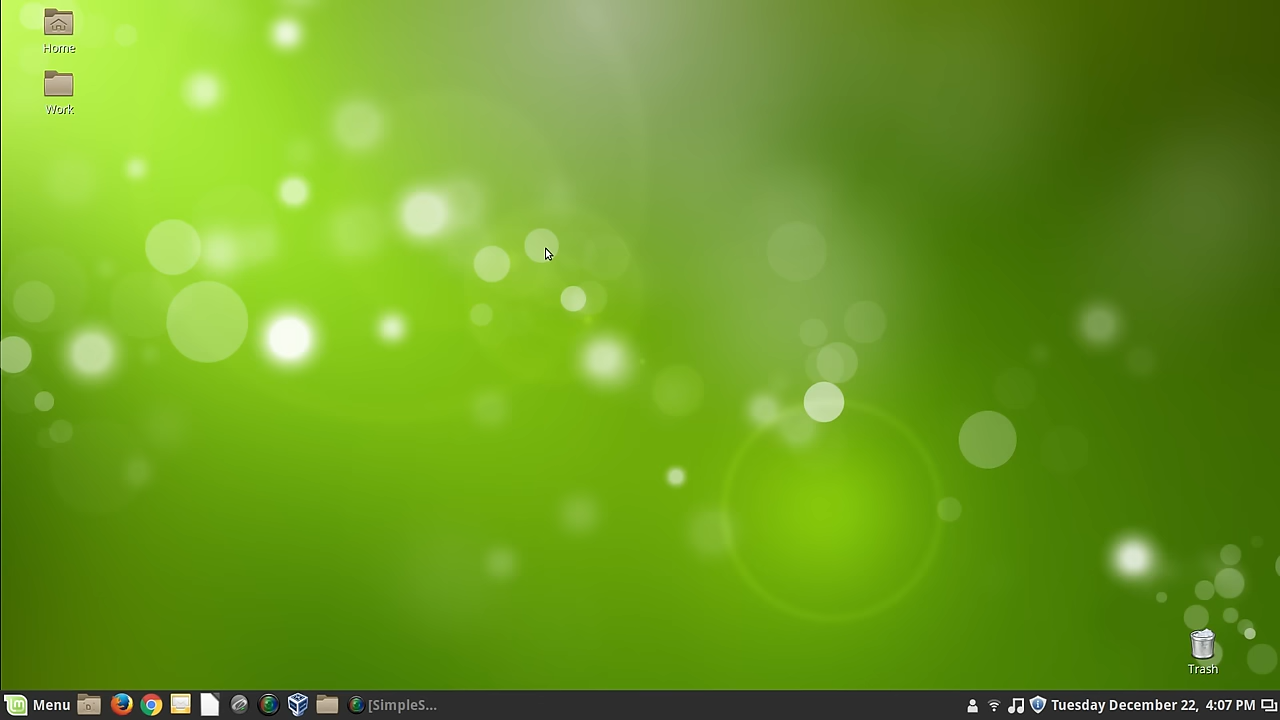 Home
Work
Trash
Menu
[SimpleS...
Tuesday December 22, 4:07 PM